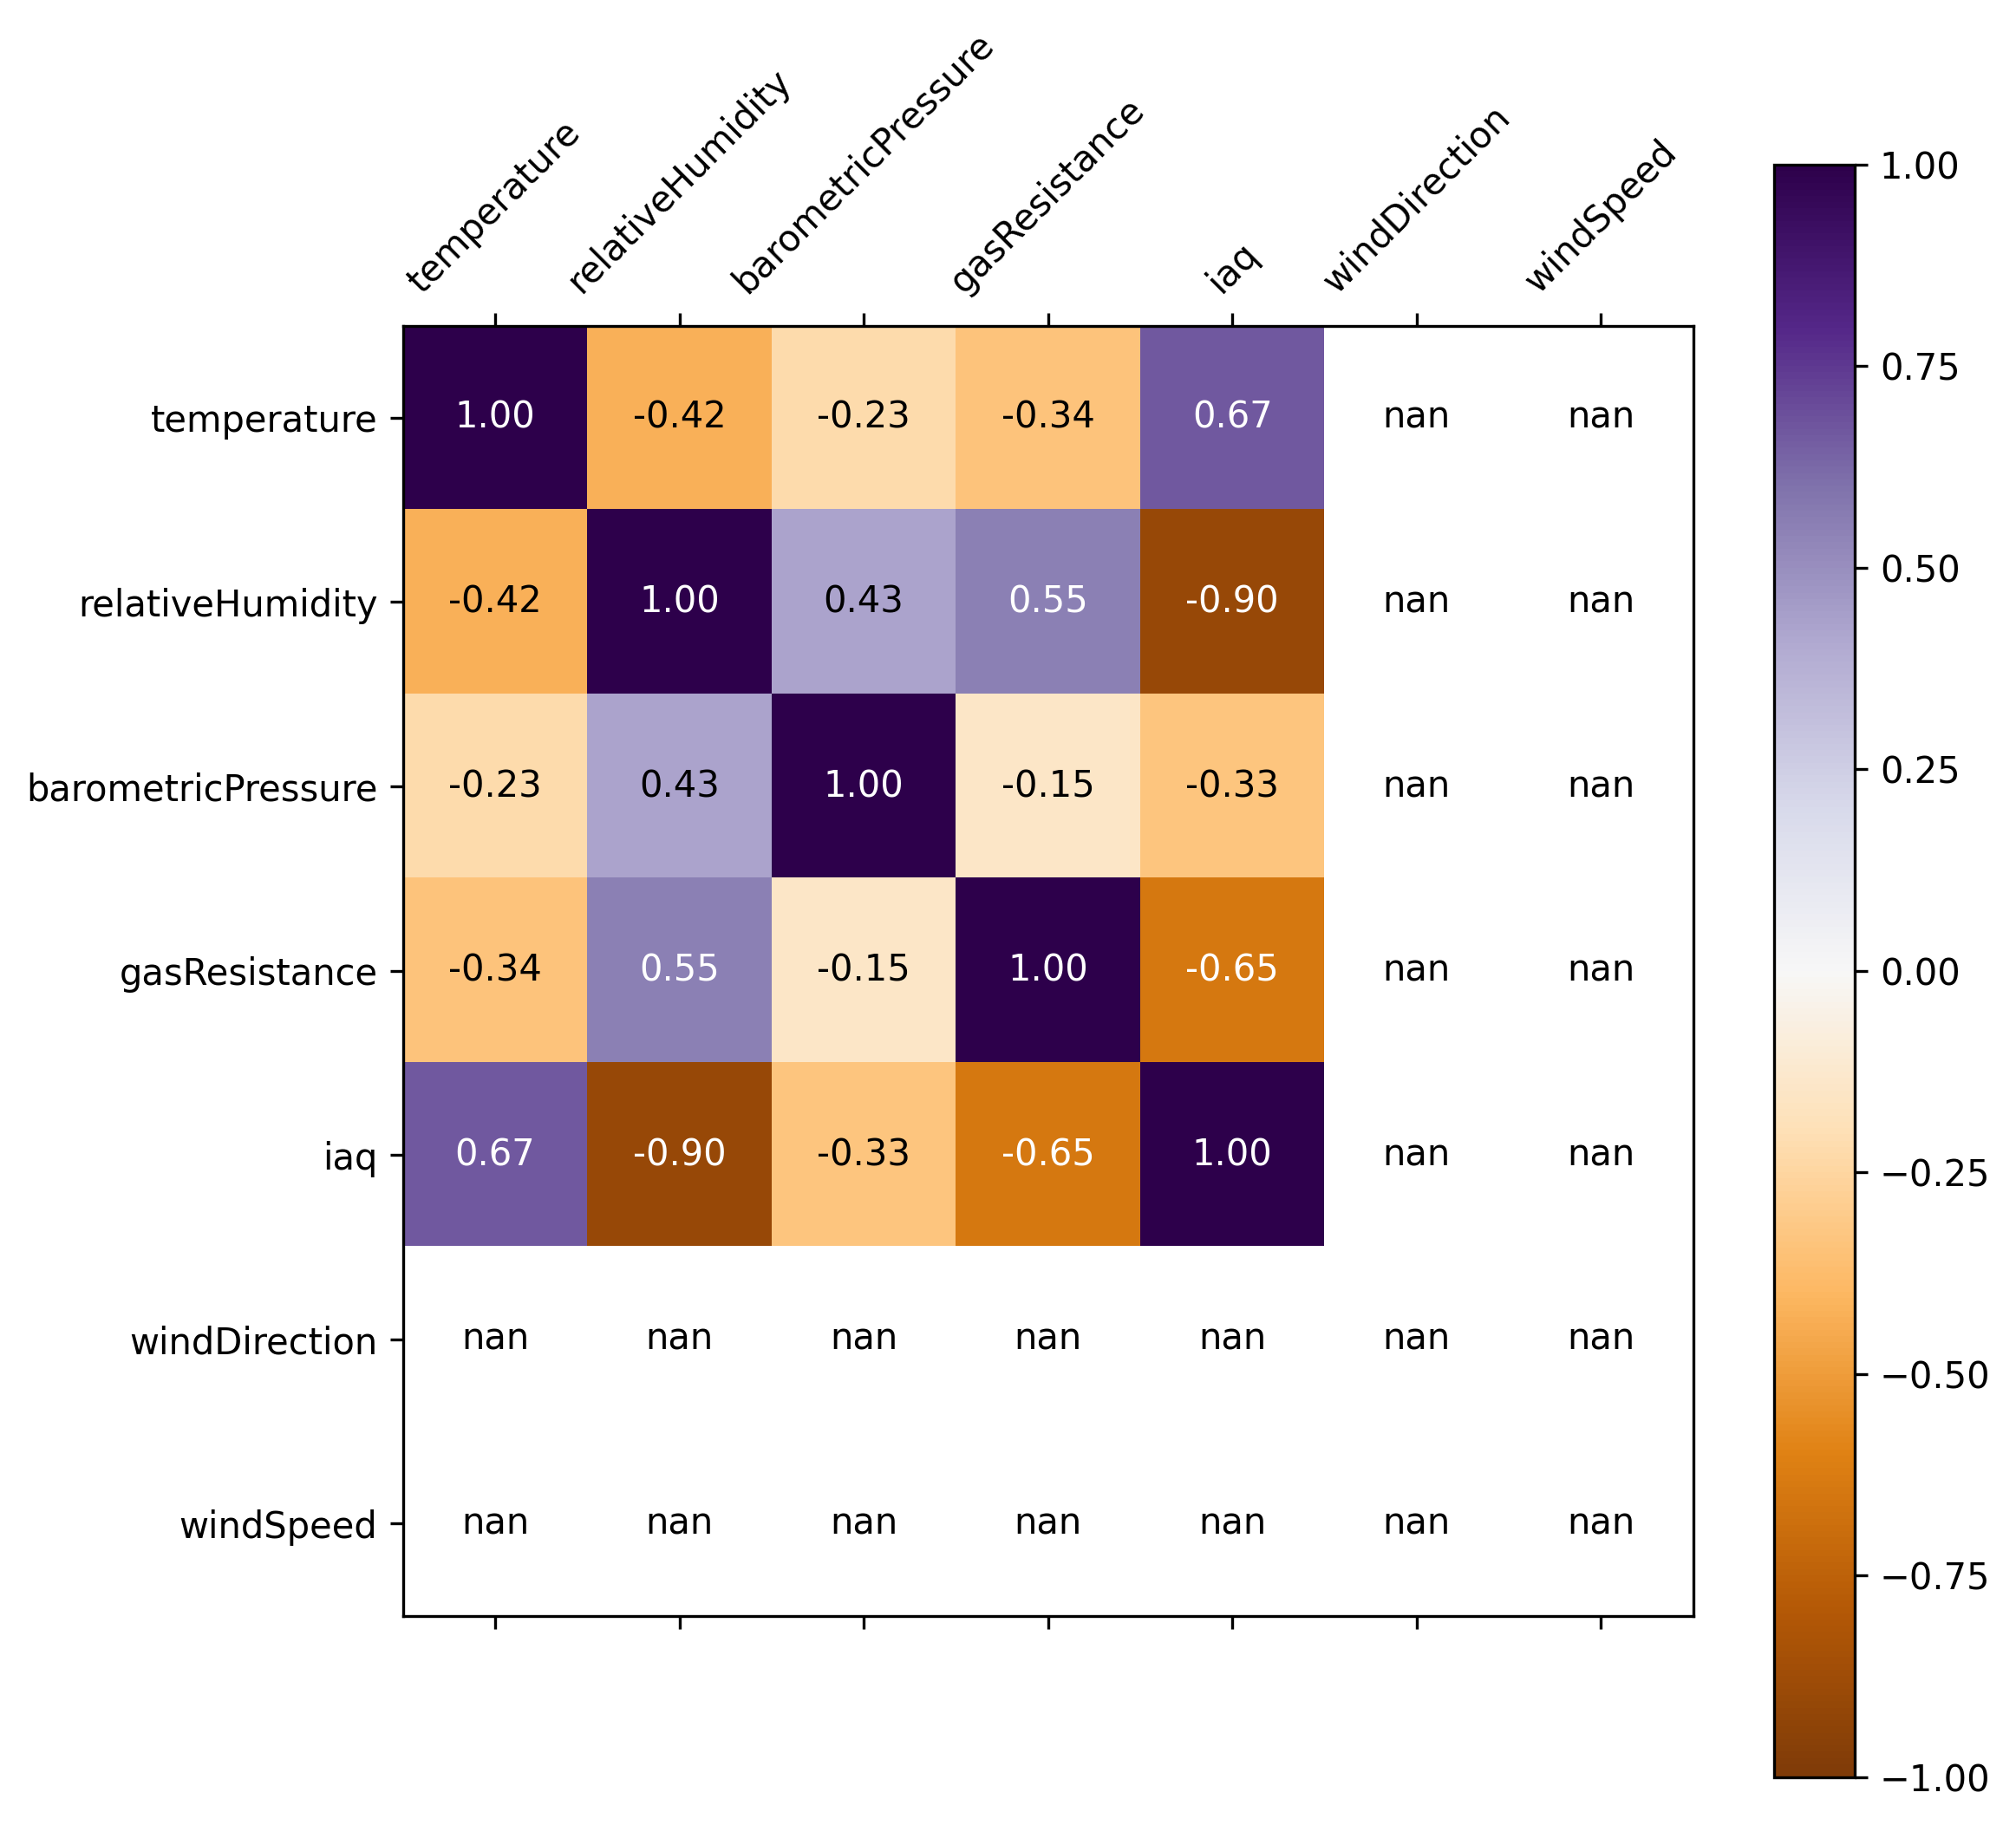 temperature
relativeHumidity
barometricPressure
gasResistance
iaq
windDirection
windSpeed
temperature 1.00 -0.42 -0.23 -0.34 0.67 nan nan
relativeHumidity -0.42 1.00 0.43 0.55 -0.90 nan nan
barometricPressure -0.23 0.43 1.00 -0.15 -0.33 nan nan
gasResistance -0.34 0.55 -0.15 1.00 -0.65 nan nan
iaq 0.67 -0.90 -0.33 -0.65 1.00 nan nan
windDirection nan nan nan nan nan nan nan
windSpeed nan nan nan nan nan nan nan
1.00
0.75
0.50
0.25
0.00
−0.25
−0.50
−0.75
−1.00